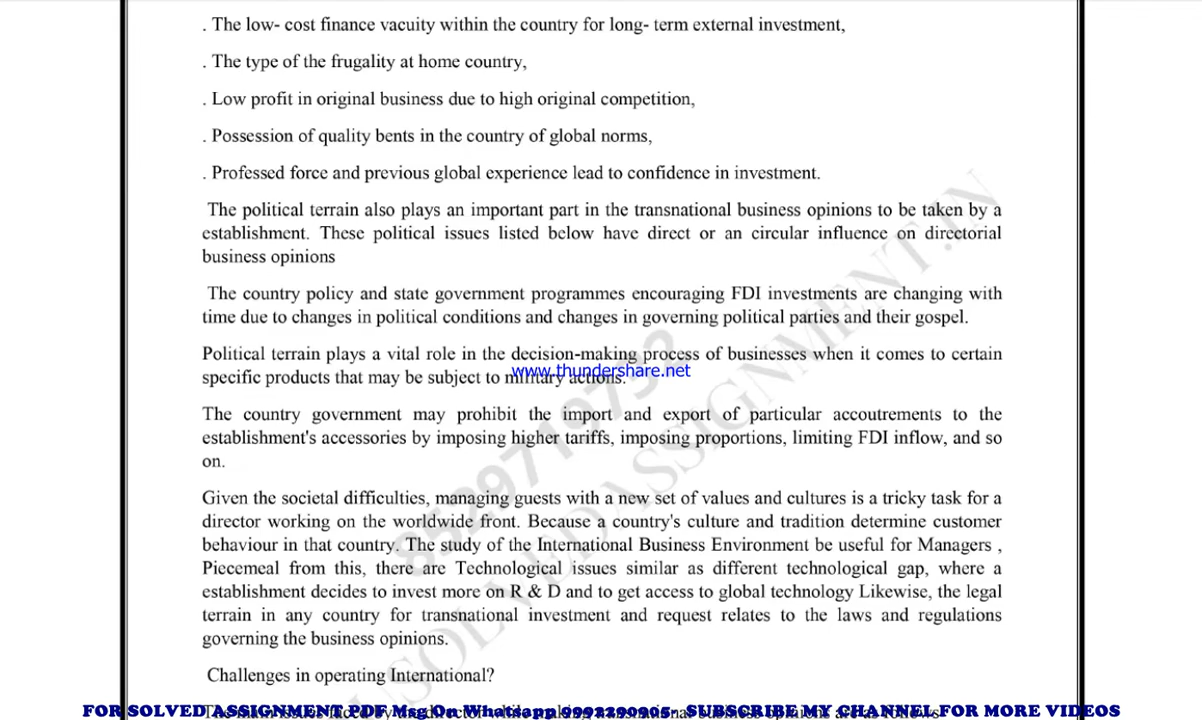 . The low- cost finance vacuity within the country for long- term external investment,
. The type of the frugality at home country,
. Low profit in original business due to high original competition,
. Possession of quality bents in the country of global norms,
. Professed force and previous global experience lead to confidence in investment.
The political terrain also plays an important part in the transnational business opinions to be taken by a
establishment. These political issues listed below have direct or an circular influence on directorial
business opinions
The country policy and state government programmes encouraging FDI investments are changing with
time due to changes in political conditions and changes in governing political parties and their gospel.
Political terrain plays a vital role in the decision-making process of businesses when it comes to certain
specific products that may be subject to military actions.
www.thundershare.net
The country government may prohibit the import and export of particular accoutrements to the
establishment's accessories by imposing higher tariffs, imposing proportions, limiting FDI inflow, and so
on.
Given the societal difficulties, managing guests with a new set of values and cultures is a tricky task for a
director working on the worldwide front. Because a country's culture and tradition determine customer
behaviour in that country. The study of the International Business Environment be useful for Managers ,
Piecemeal from this, there are Technological issues similar as different technological gap, where a
establishment decides to invest more on R & D and to get access to global technology Likewise, the legal
terrain in any country for transnational investment and request relates to the laws and regulations
governing the business opinions.
Challenges in operating International?
FOR SOLVED ASSIGNMENT PDF Msg On Whatsapp 9992290905- SUBSCRIBE MY CHANNEL FOR MORE VIDEOS
8529719732
USOLVEDASSIGNMENT.IN